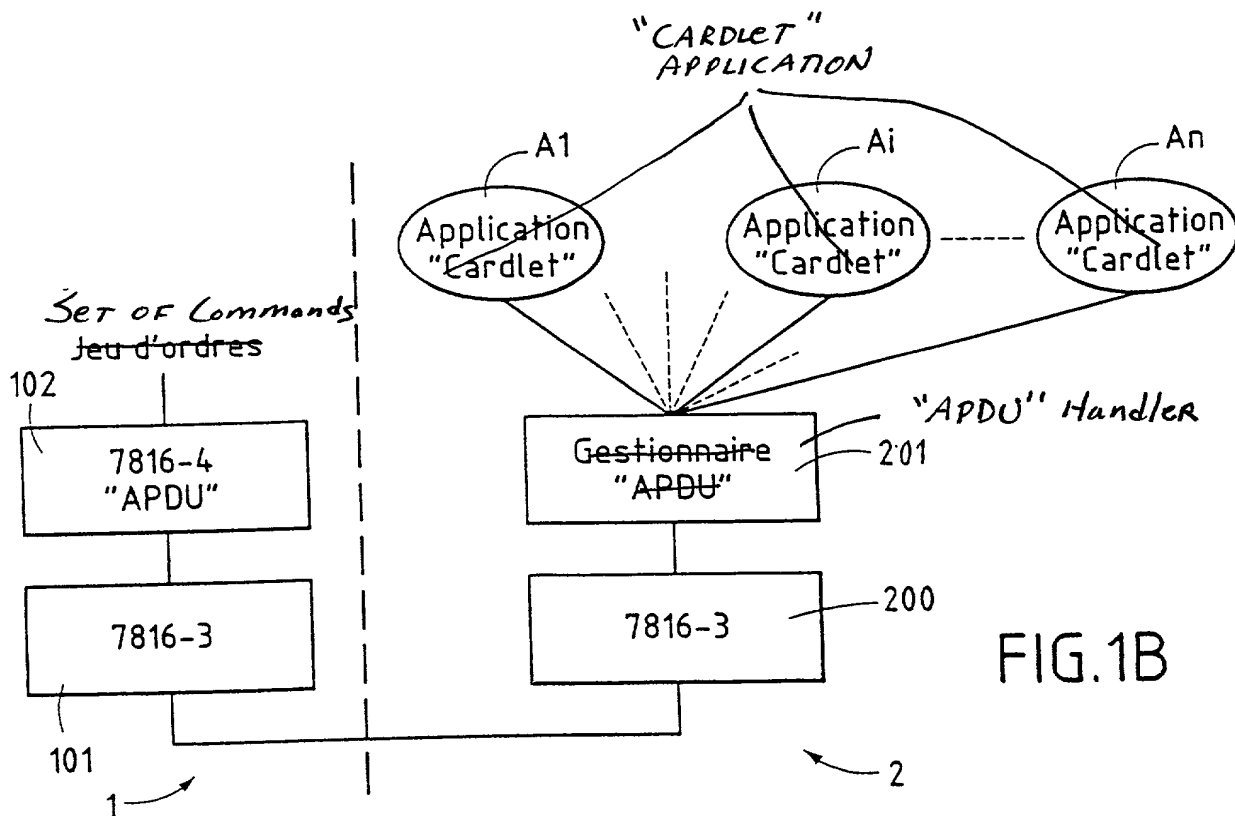 "CARDLET"
APPLICATION
A1
Ai
An
Application
"Cardlet"
Application
"Cardlet"
Application
"Cardlet"
SET OF Commands
Jeu d'ordres
102
7816-4
"APDU"
"APDU" Handler
Gestionnaire
"APDU"
201
7816-3
101
7816-3
200
FIG.1B
1
2